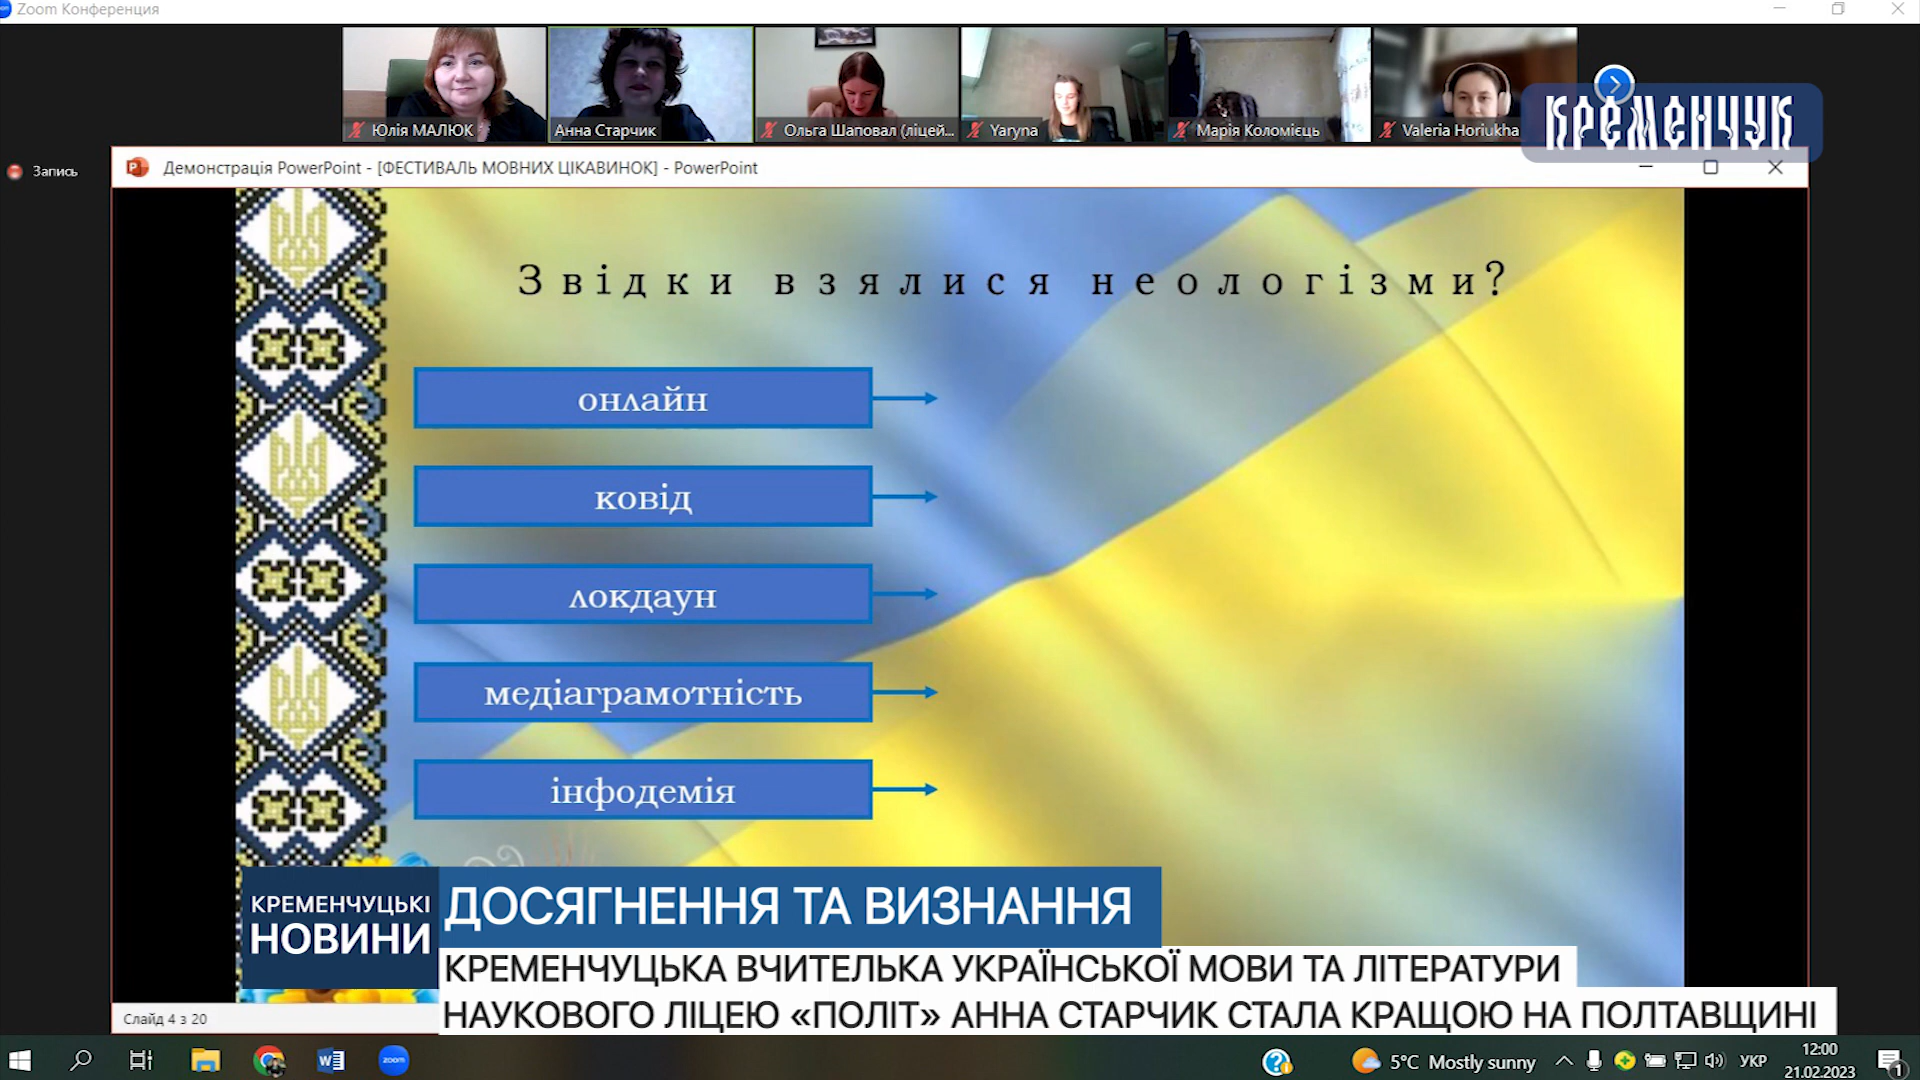 Zoom Конференция
Юлія МАЛЮК
Анна Старчик
Ольга Шаповал (ліцей...
Yaryna
Марія Коломієць
Valeria Horiukha
КРЕМЕНЧУК
Запись
Демонстрація PowerPoint - [ФЕСТИВАЛЬ МОВНИХ ЦІКАВИНОК] - PowerPoint
Звідки взялися неологізми?
онлайн
ковід
локдаун
медіаграмотність
інфодемія
КРЕМЕНЧУЦЬКІ
НОВИНИ
ДОСЯГНЕННЯ ТА ВИЗНАННЯ
КРЕМЕНЧУЦЬКА ВЧИТЕЛЬКА УКРАЇНСЬКОЇ МОВИ ТА ЛІТЕРАТУРИ
НАУКОВОГО ЛІЦЕЮ «ПОЛІТ» АННА СТАРЧИК СТАЛА КРАЩОЮ НА ПОЛТАВЩИНІ
Слайд 4 з 20
zoom
5°C Mostly sunny
УКР
12:00
21.02.2023
1